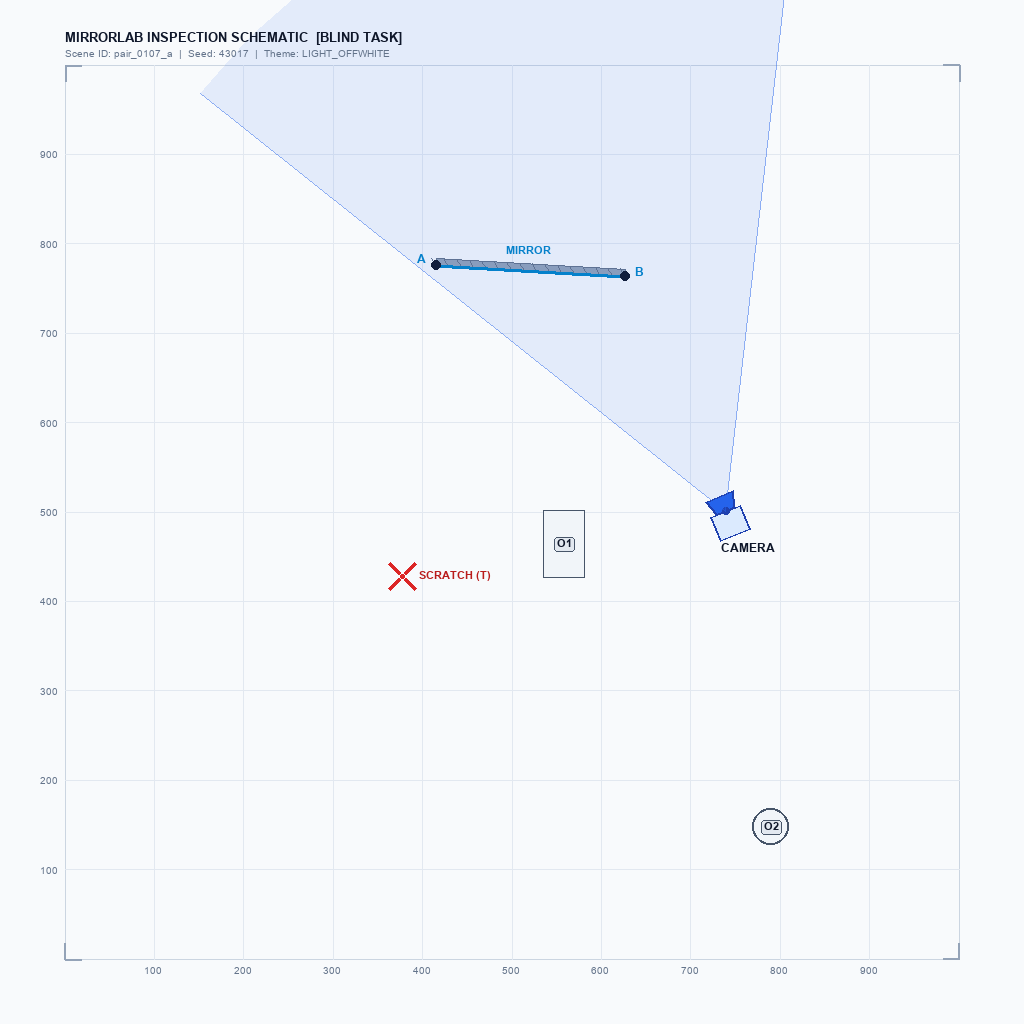 MIRRORLAB INSPECTION SCHEMATIC [BLIND TASK]
Scene ID: pair_0107_a | Seed: 43017 | Theme: LIGHT_OFFWHITE
900
800
MIRROR
A
B
700
600
500
O1
CAMERA
SCRATCH (T)
400
300
200
O2
100
100 200 300 400 500 600 700 800 900